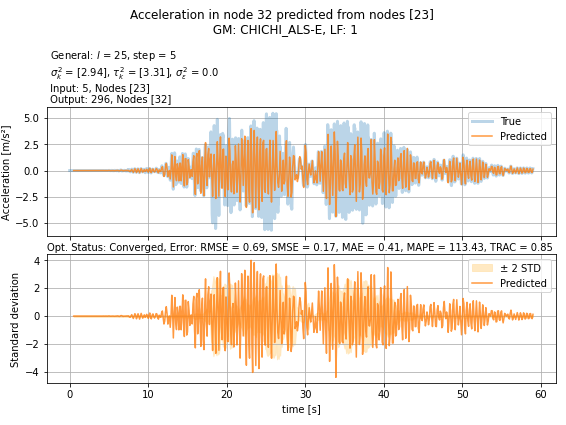 Acceleration in node 32 predicted from nodes [23]
GM: CHICHI_ALS-E, LF: 1
General: l = 25, step = 5
σ²ₖ = [2.94], τ²ₖ = [3.31], σ²ε = 0.0
Input: 5, Nodes [23]
Output: 296, Nodes [32]
Acceleration [m/s²]
5.0
2.5
0.0
−2.5
−5.0
True
Predicted
Opt. Status: Converged, Error: RMSE = 0.69, SMSE = 0.17, MAE = 0.41, MAPE = 113.43, TRAC = 0.85
Standard deviation
4
2
0
−2
−4
± 2 STD
Predicted
0 10 20 30 40 50 60
time [s]